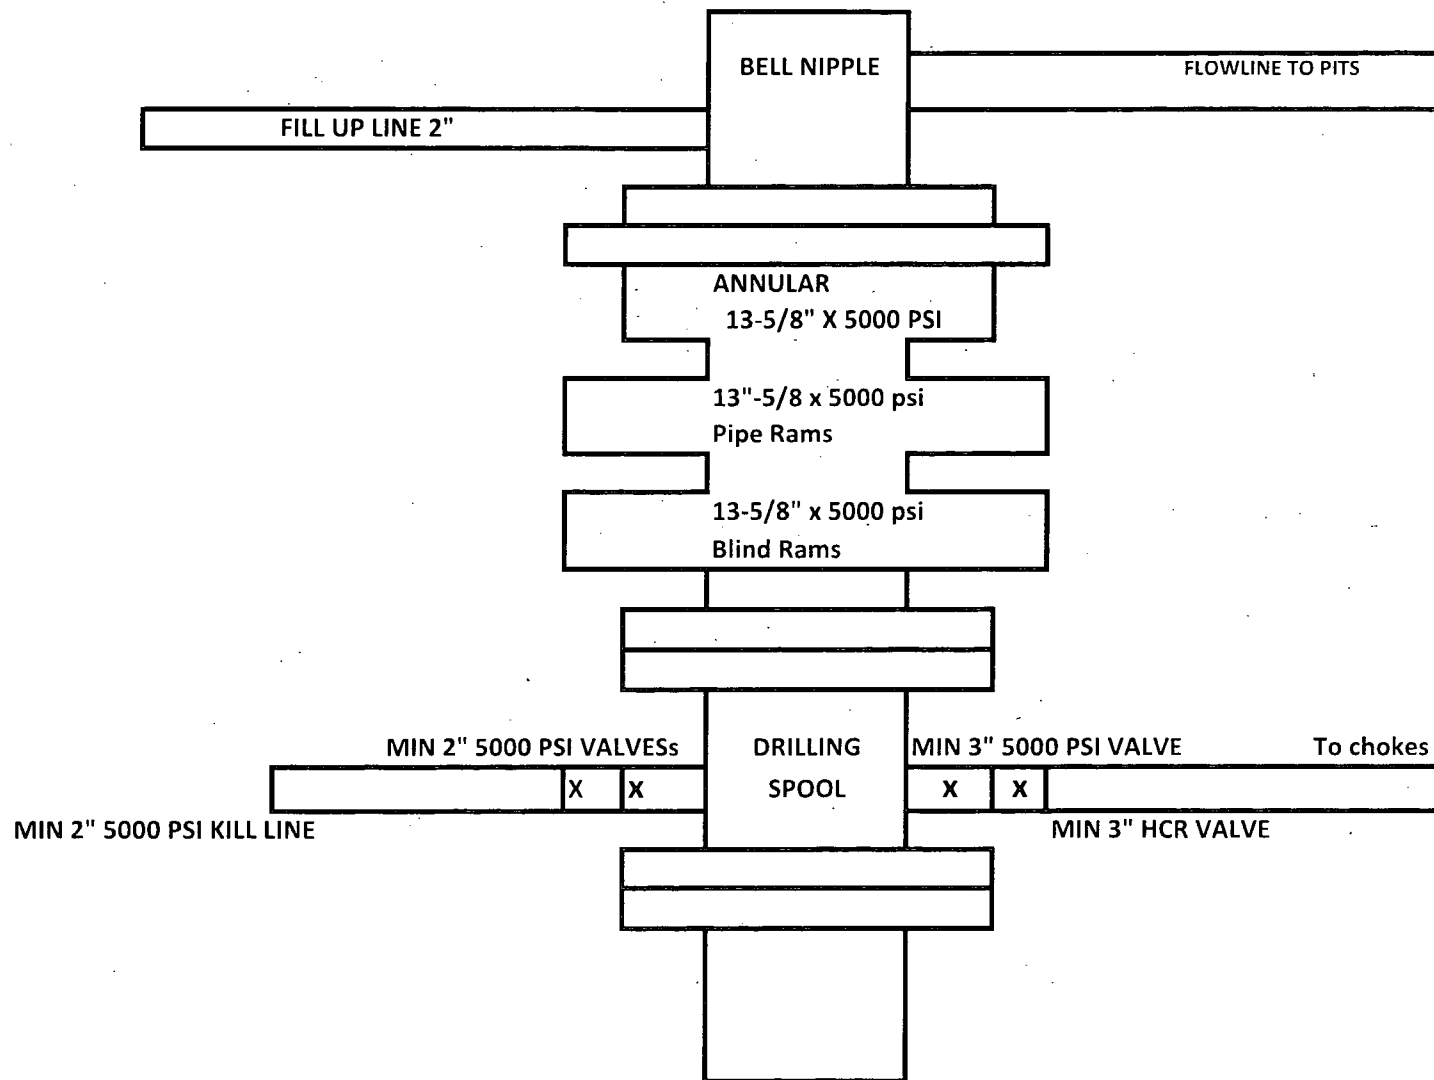 BELL NIPPLE
FLOWLINE TO PITS
FILL UP LINE 2"
ANNULAR
13-5/8" X 5000 PSI
13"-5/8 x 5000 psi
Pipe Rams
13-5/8" x 5000 psi
Blind Rams
MIN 2" 5000 PSI VALVESs
DRILLING
SPOOL
MIN 3" 5000 PSI VALVE
To chokes
X X
X X
MIN 2" 5000 PSI KILL LINE
MIN 3" HCR VALVE